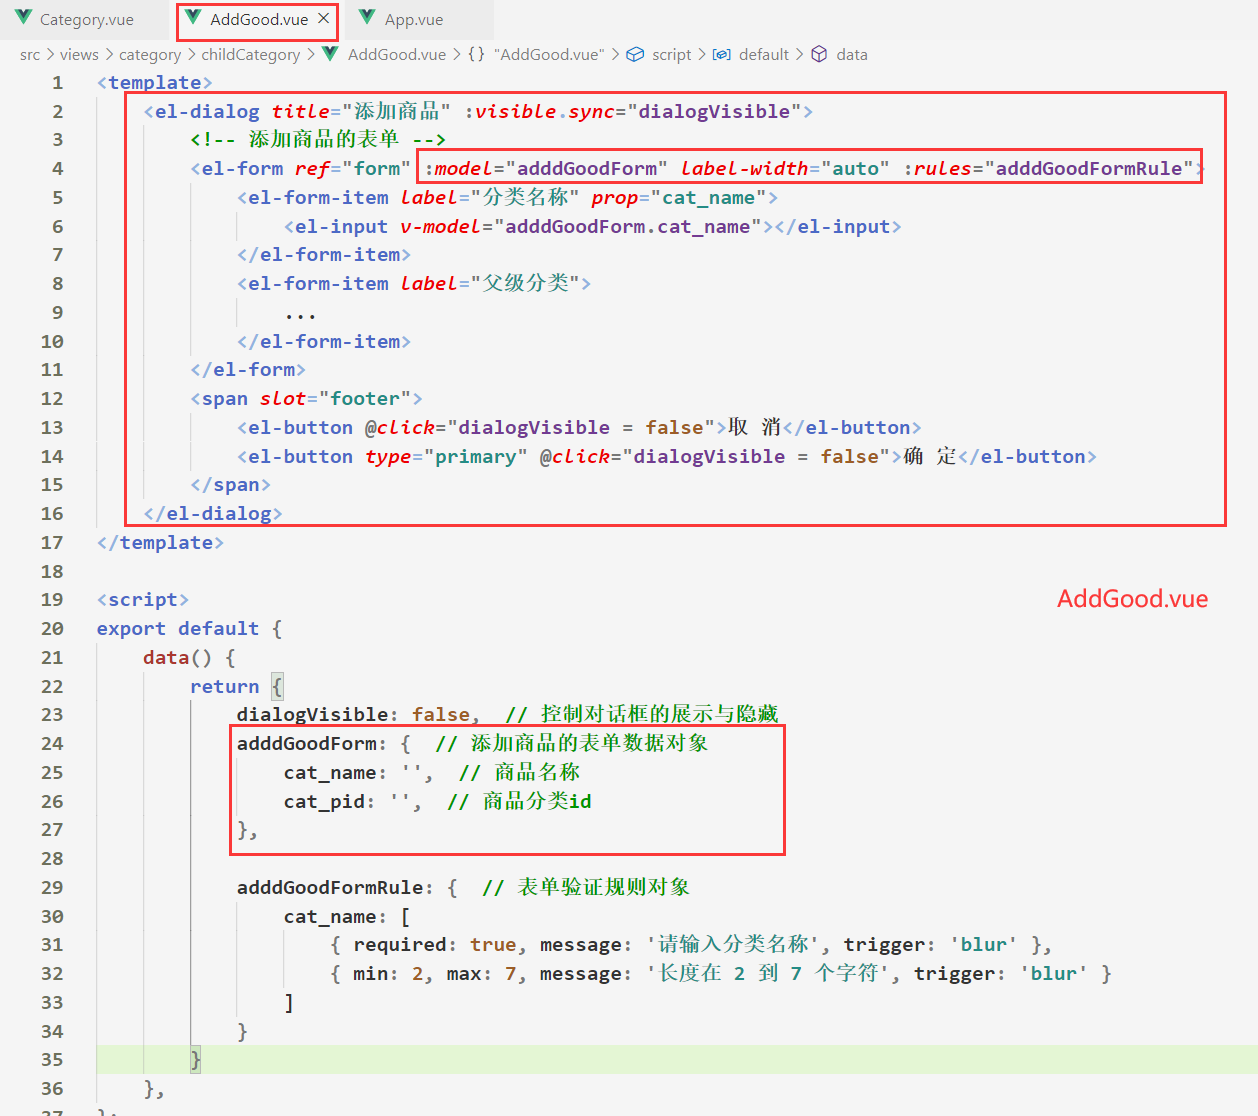 Category.vue AddGood.vue × App.vue
src > views > category > childCategory > AddGood.vue > {} "AddGood.vue" > script > default > data
1 <template>
2 <el-dialog title="添加商品" :visible.sync="dialogVisible">
3 <!-- 添加商品的表单 -->
4 <el-form ref="form" :model="adddGoodForm" label-width="auto" :rules="adddGoodFormRule">
5 <el-form-item label="分类名称" prop="cat_name">
6 <el-input v-model="adddGoodForm.cat_name"></el-input>
7 </el-form-item>
8 <el-form-item label="父级分类">
9 ...
10 </el-form-item>
11 </el-form>
12 <span slot="footer">
13 <el-button @click="dialogVisible = false">取 消</el-button>
14 <el-button type="primary" @click="dialogVisible = false">确 定</el-button>
15 </span>
16 </el-dialog>
17 </template>
18
19 <script>
AddGood.vue
20 export default {
21 data() {
22 return {
23 dialogVisible: false, // 控制对话框的展示与隐藏
24 adddGoodForm: { // 添加商品的表单数据对象
25 cat_name: '', // 商品名称
26 cat_pid: '', // 商品分类id
27 },
28
29 adddGoodFormRule: { // 表单验证规则对象
30 cat_name: [
31 { required: true, message: '请输入分类名称', trigger: 'blur' },
32 { min: 2, max: 7, message: '长度在 2 到 7 个字符', trigger: 'blur' }
33 ]
34 }
35 }
36 },
37 };